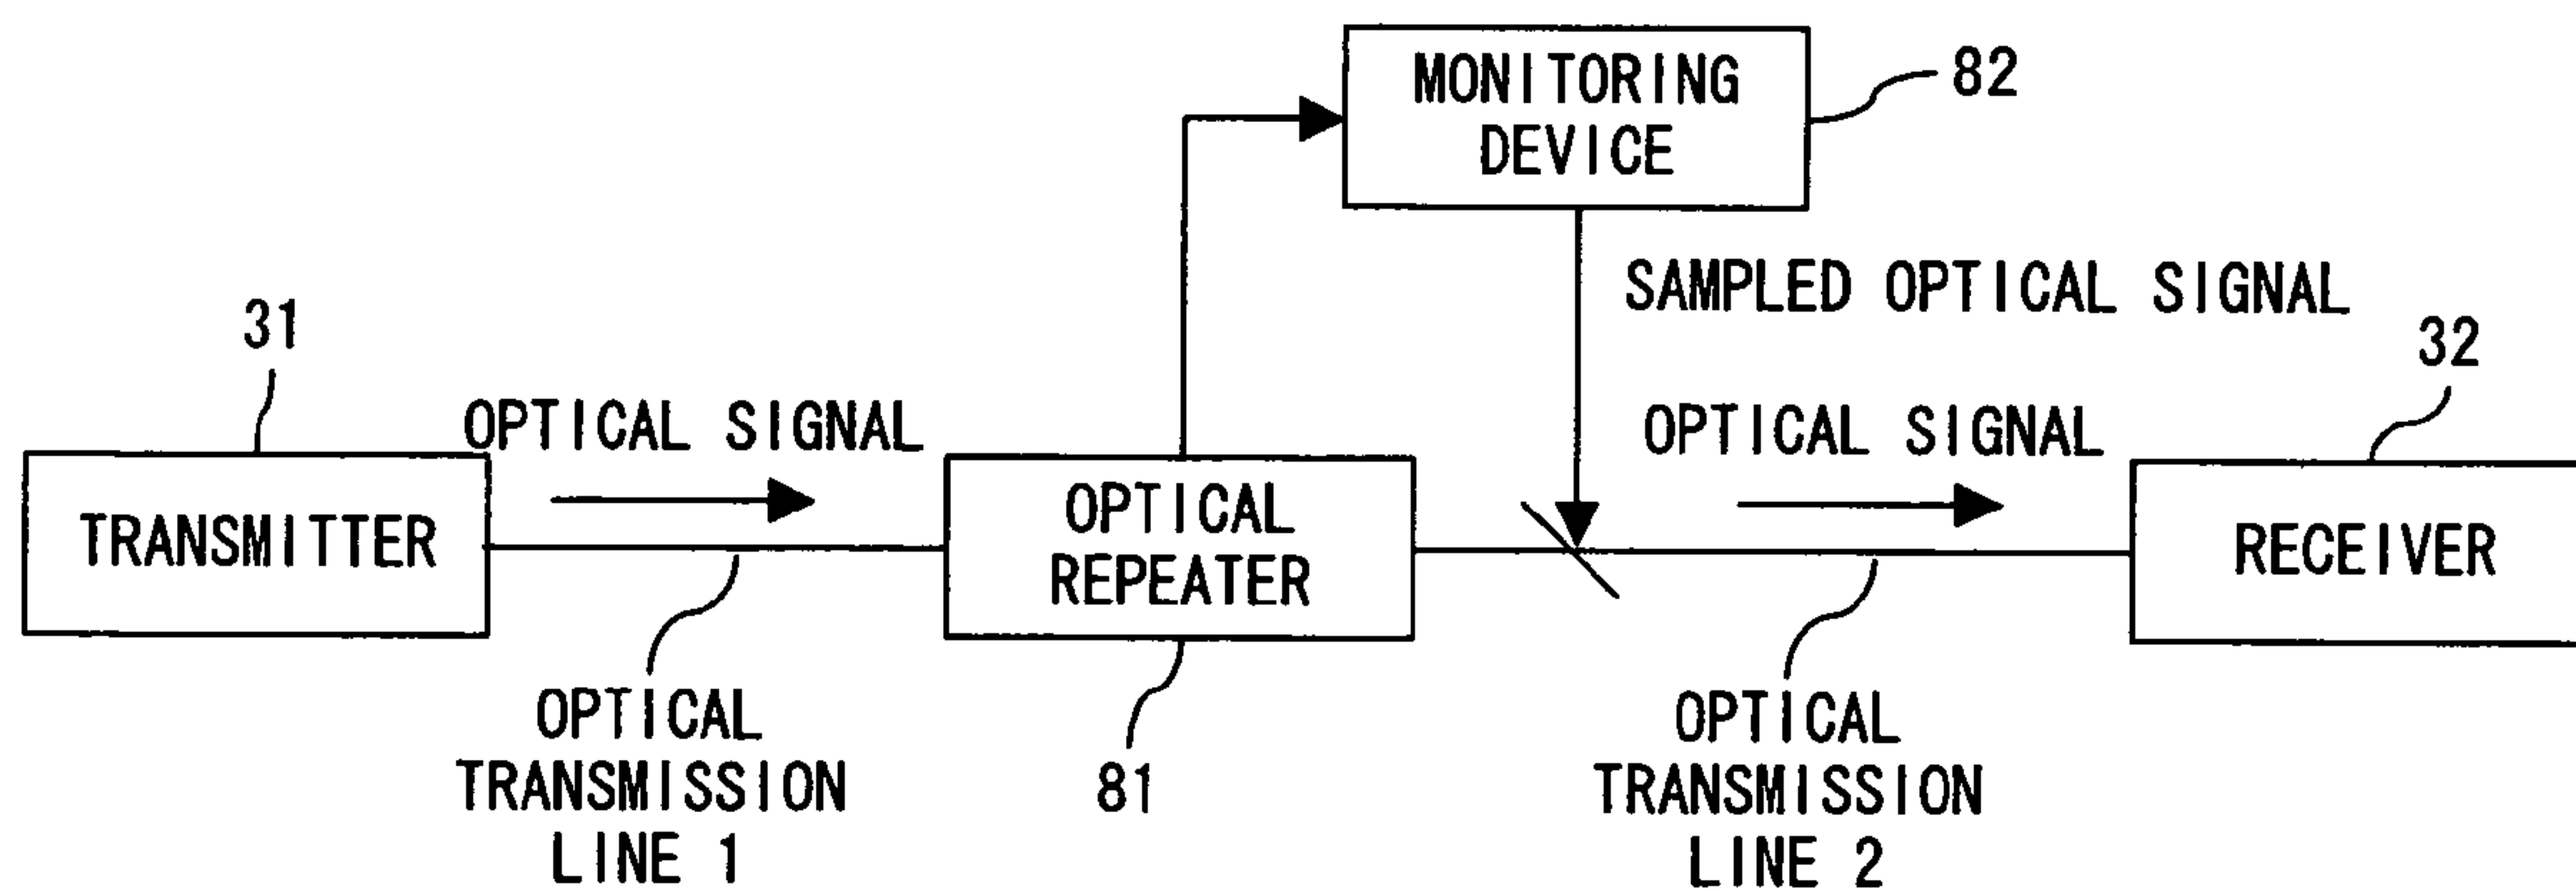 MONITORING
DEVICE
82
SAMPLED OPTICAL SIGNAL
31
32
OPTICAL SIGNAL
OPTICAL SIGNAL
TRANSMITTER
OPTICAL
REPEATER
RECEIVER
OPTICAL
TRANSMISSION
LINE 1
81
OPTICAL
TRANSMISSION
LINE 2